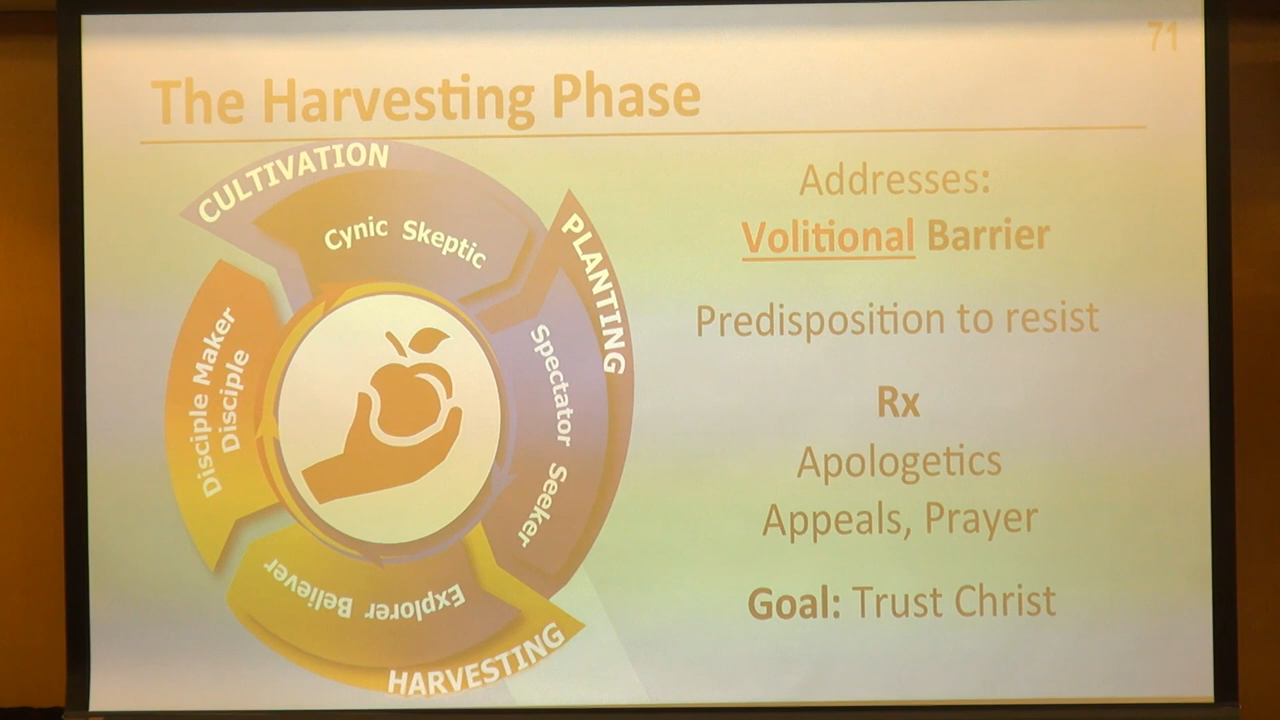 71
The Harvesting Phase
CULTIVATION
Cynic Skeptic
PLANTING
Spectator Seeker
HARVESTING
Explorer Believer
Disciple Maker
Disciple
Addresses:
Volitional Barrier
Predisposition to resist
Rx
Apologetics
Appeals, Prayer
Goal: Trust Christ